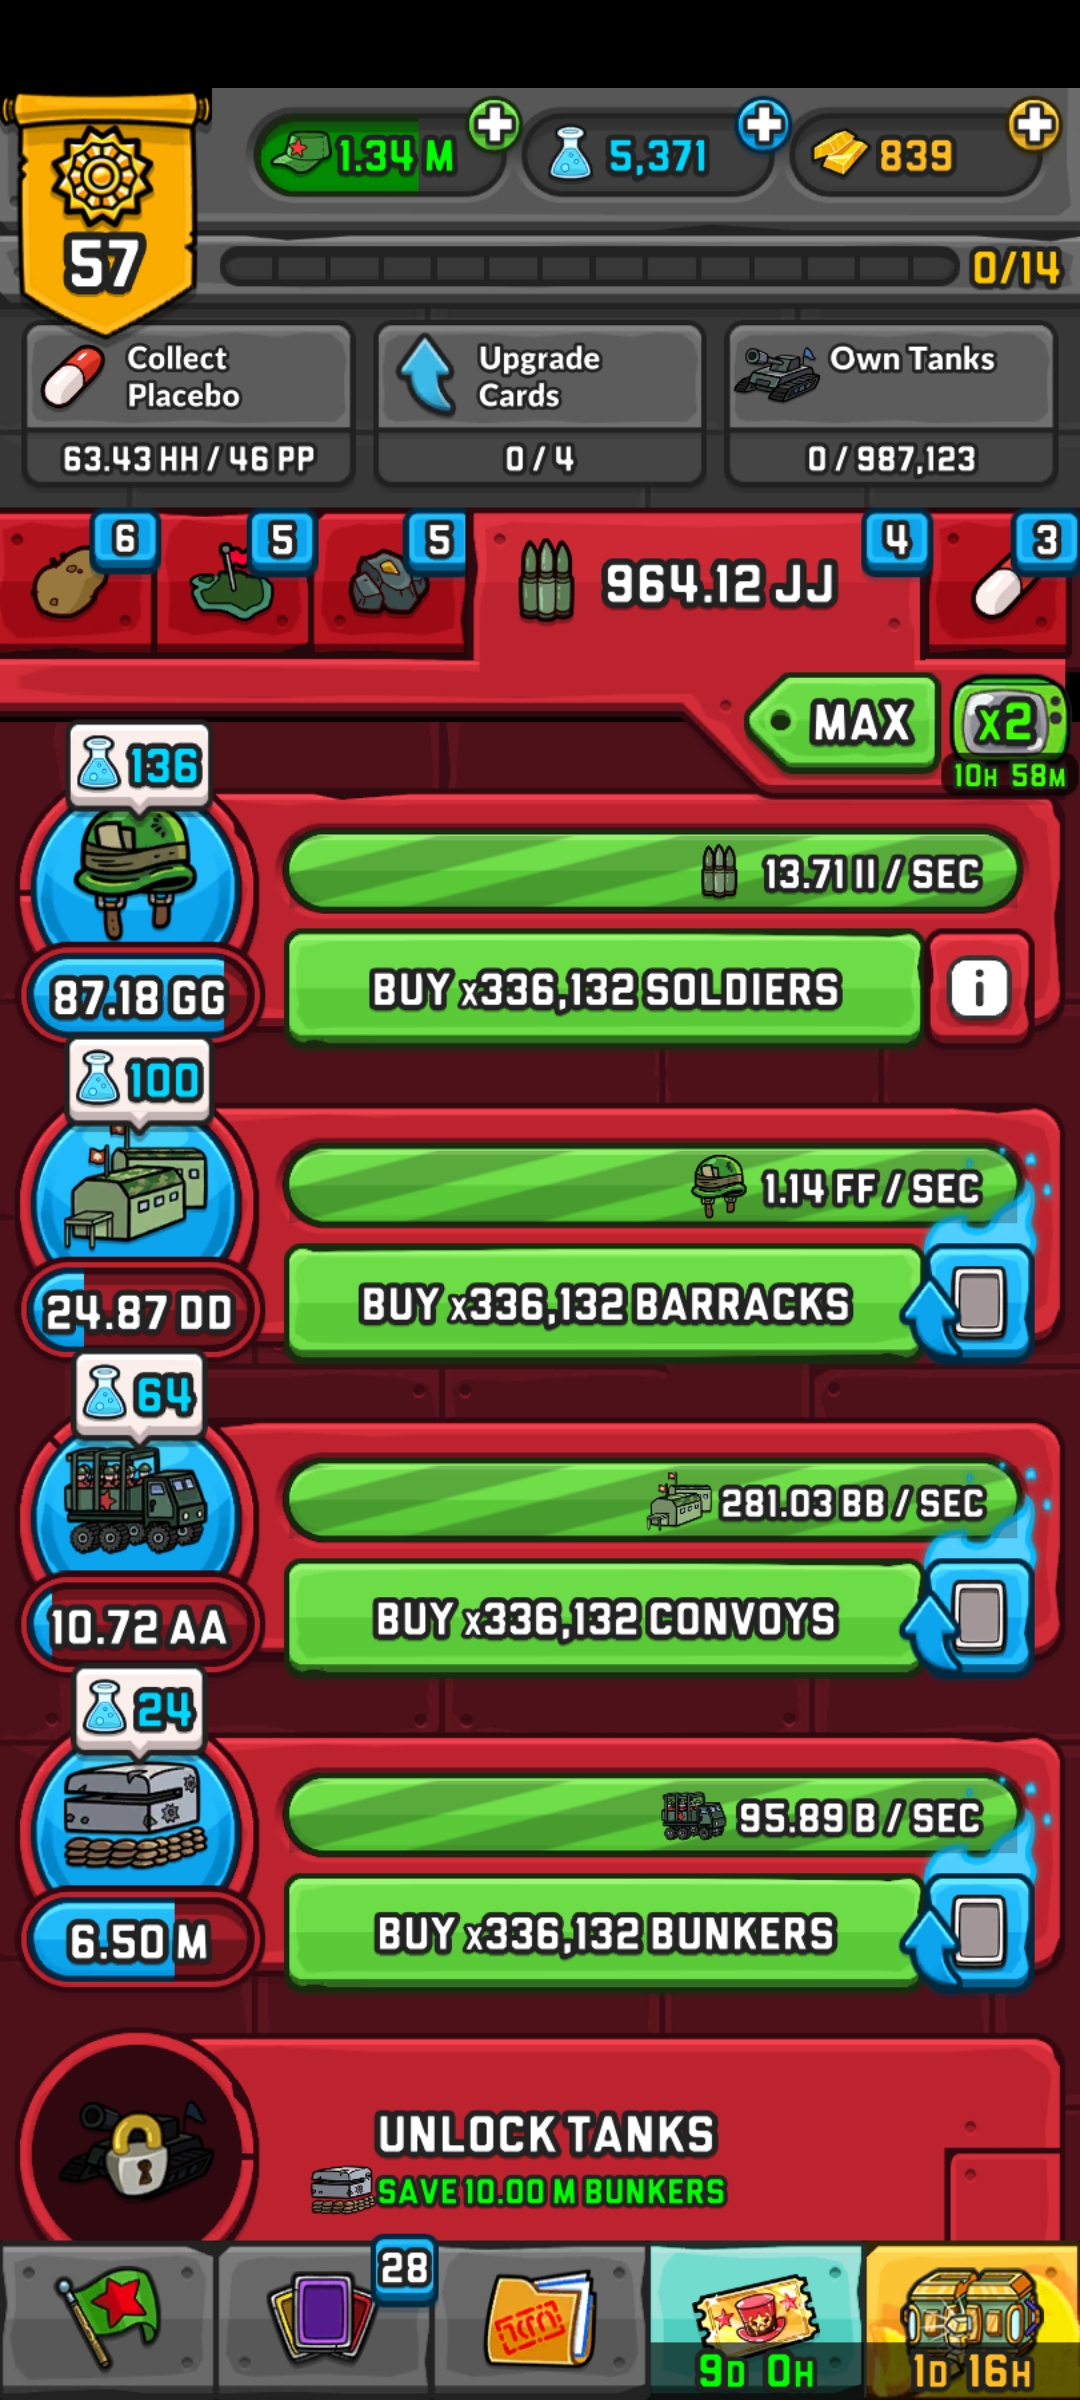 1.34 M
5,371
839
57
0/14
Collect
Placebo
Upgrade
Cards
Own Tanks
63.43 HH / 46 PP
0 / 4
0 / 987,123
6
5
5
964.12 JJ
4
3
MAX
x2
10H 58M
136
13.71 II / SEC
87.18 GG
BUY x336,132 SOLDIERS
i
100
1.14 FF / SEC
24.87 DD
BUY x336,132 BARRACKS
64
281.03 BB / SEC
10.72 AA
BUY x336,132 CONVOYS
24
95.89 B / SEC
6.50 M
BUY x336,132 BUNKERS
UNLOCK TANKS
SAVE 10.00 M BUNKERS
28
9D 0H
1D 16H